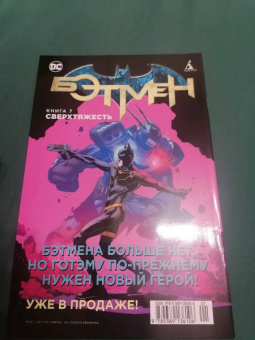 DC
БЭТМЕН
КНИГА 7
СВЕРХТЯЖЕСТЬ
БЭТМЕНА БОЛЬШЕ НЕТ,
НО ГОТЭМУ ПО-ПРЕЖНЕМУ
НУЖЕН НОВЫЙ ГЕРОЙ!
УЖЕ В ПРОДАЖЕ!